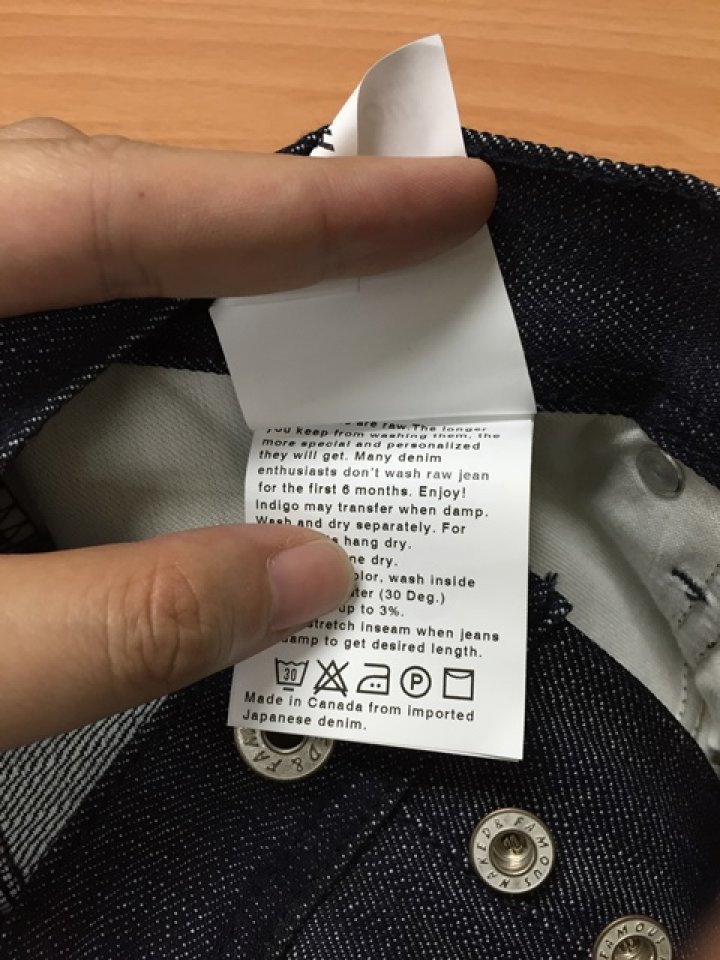 are raw. The longer
you keep from washing them, the
more special and personalized
they will get. Many denim
enthusiasts don't wash raw jean
for the first 6 months. Enjoy!
Indigo may transfer when damp.
Wash and dry separately. For
hang dry.
dry.
wash inside
(30 Deg.)
up to 3%.
stretch inseam when jeans
damp to get desired length.
30 P
Made in Canada from imported
Japanese denim.
NAKED & FAMOUS
FAMOUS